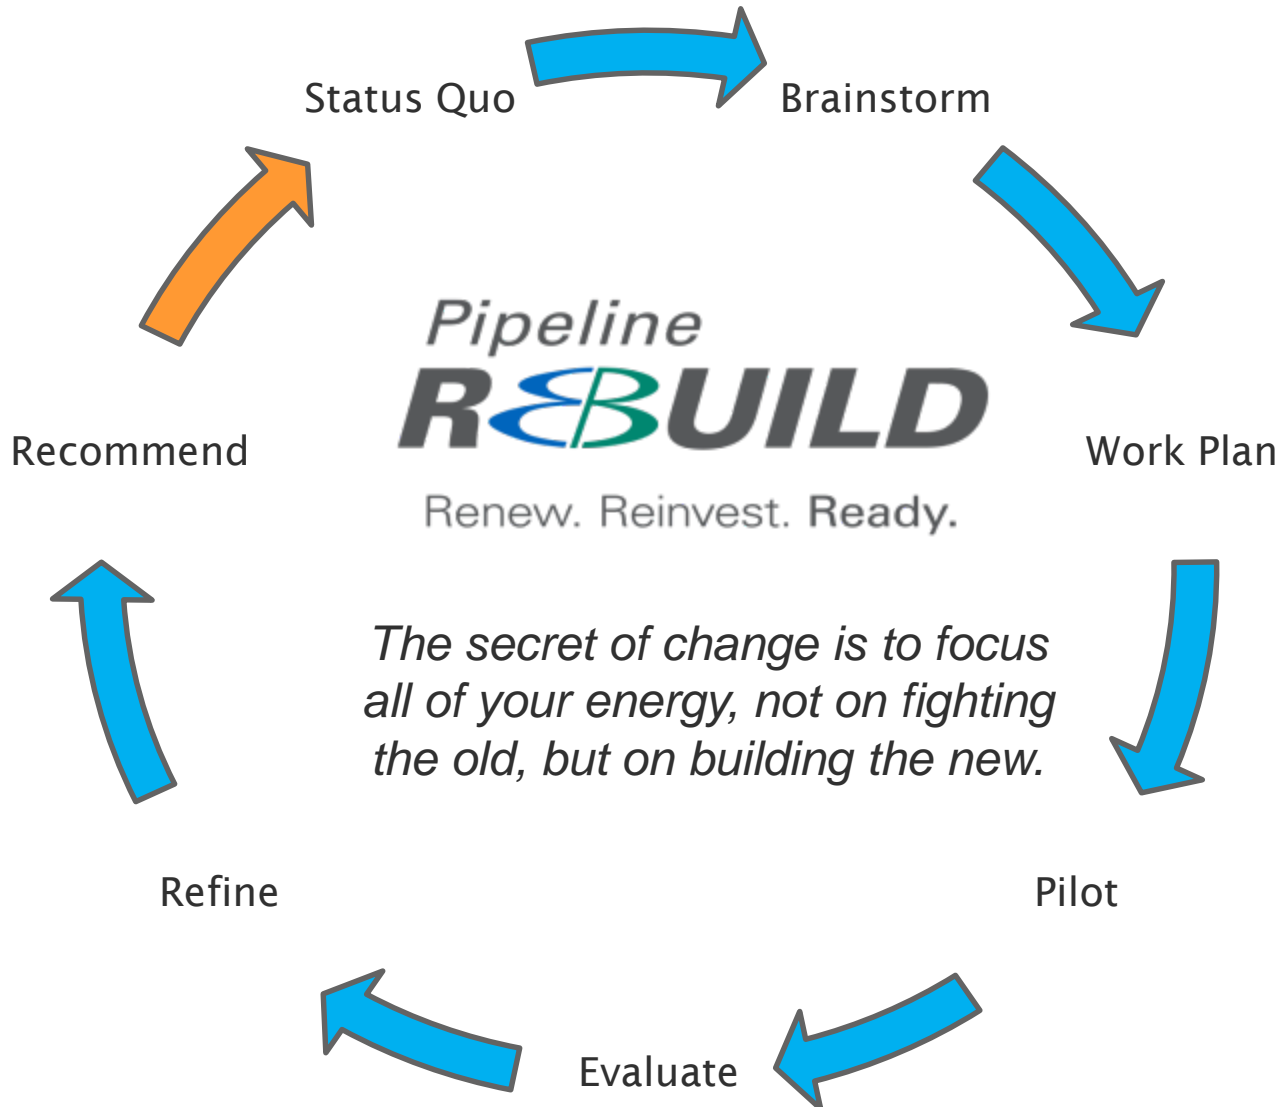 Status Quo
Brainstorm
Work Plan
Pilot
Evaluate
Refine
Recommend
Pipeline
REBUILD
Renew. Reinvest. Ready.
The secret of change is to focus
all of your energy, not on fighting
the old, but on building the new.